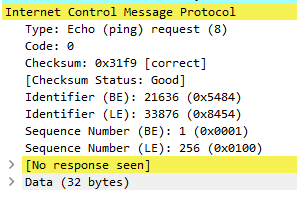 Internet Control Message Protocol
Type: Echo (ping) request (8)
Code: 0
Checksum: 0x31f9 [correct]
[Checksum Status: Good]
Identifier (BE): 21636 (0x5484)
Identifier (LE): 33876 (0x8454)
Sequence Number (BE): 1 (0x0001)
Sequence Number (LE): 256 (0x0100)
[No response seen]
Data (32 bytes)